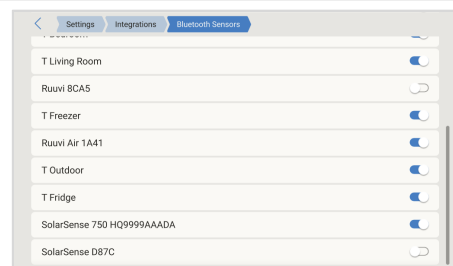 Settings
Integrations
Bluetooth Sensors
T Bedroom
T Living Room
Ruuvi 8CA5
T Freezer
Ruuvi Air 1A41
T Outdoor
T Fridge
SolarSense 750 HQ9999AAADA
SolarSense D87C